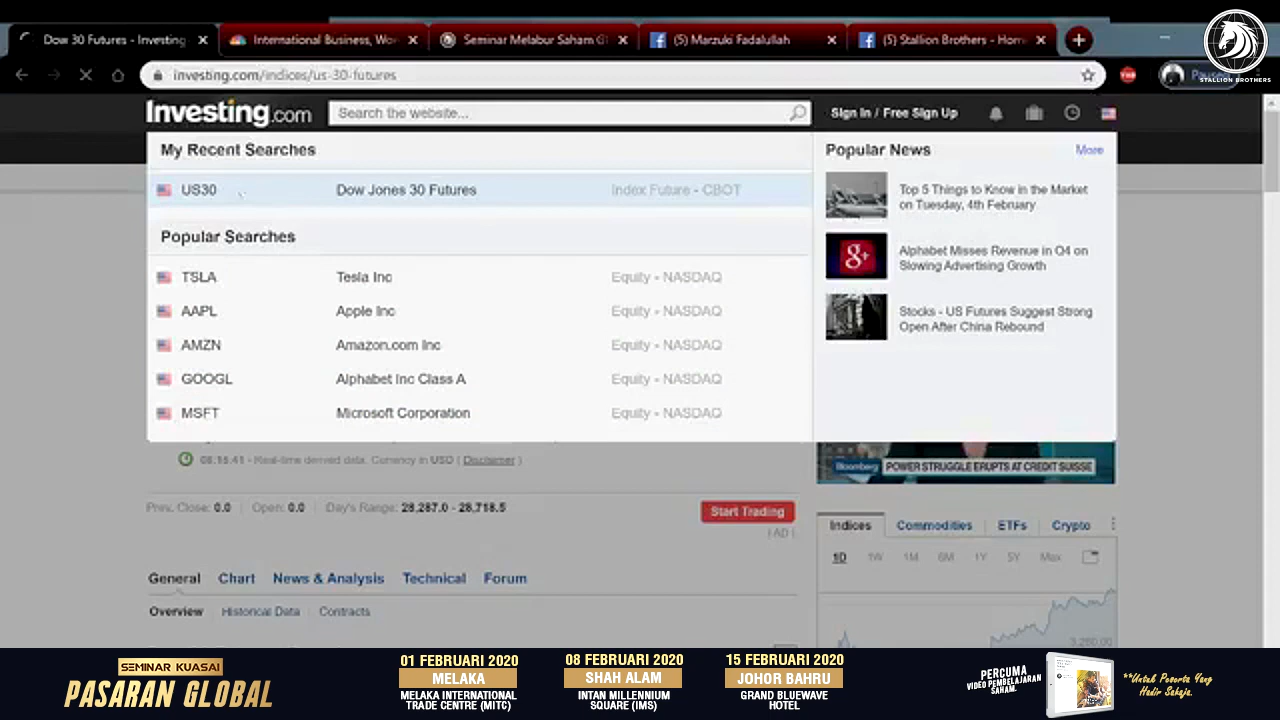 Dow 30 Futures - Investing
International Business, Wor
Seminar Melabur Saham G
(5) Marzuki Fadalullah
(5) Stallion Brothers - Hom
STALLION BROTHERS
investing.com/indices/us-30-futures
Paused
Investing.com
Search the website...
Sign In / Free Sign Up
My Recent Searches
US30 Dow Jones 30 Futures Index Future - CBOT
Popular Searches
TSLA Tesla Inc Equity - NASDAQ
AAPL Apple Inc Equity - NASDAQ
AMZN Amazon.com Inc Equity - NASDAQ
GOOGL Alphabet Inc Class A Equity - NASDAQ
MSFT Microsoft Corporation Equity - NASDAQ
Popular News More
Top 5 Things to Know in the Market
on Tuesday, 4th February
g+
Alphabet Misses Revenue in Q4 on
Slowing Advertising Growth
Stocks - US Futures Suggest Strong
Open After China Rebound
08:15:41 - Real-time derived data. Currency in USD ( Disclaimer )
Bloomberg POWER STRUGGLE ERUPTS AT CREDIT SUISSE
Prev. Close: 0.0 Open: 0.0 Day's Range: 28,287.0 - 28,718.5
Start Trading
[AD]
Indices Commodities ETFs Crypto
1D 1W 1M 6M 1Y 5Y Max
3,260.00
General Chart News & Analysis Technical Forum
Overview Historical Data Contracts
SEMINAR KUASAI
PASARAN GLOBAL
01 FEBRUARI 2020
MELAKA
MELAKA INTERNATIONAL
TRADE CENTRE (MITC)
08 FEBRUARI 2020
SHAH ALAM
INTAN MILLENNIUM
SQUARE (IMS)
15 FEBRUARI 2020
JOHOR BAHRU
GRAND BLUEWAVE
HOTEL
PERCUMA
VIDEO PEMBELAJARAN
SAHAM.
**Untuk Peserta Yang
Hadir Sahaja.